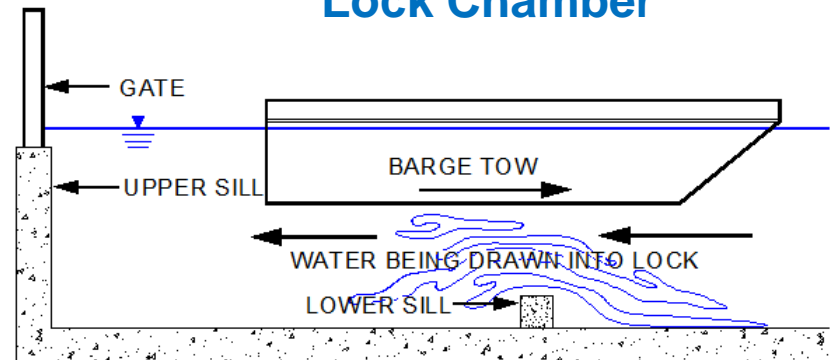 Lock Chamber
GATE
BARGE TOW
UPPER SILL
WATER BEING DRAWN INTO LOCK
LOWER SILL